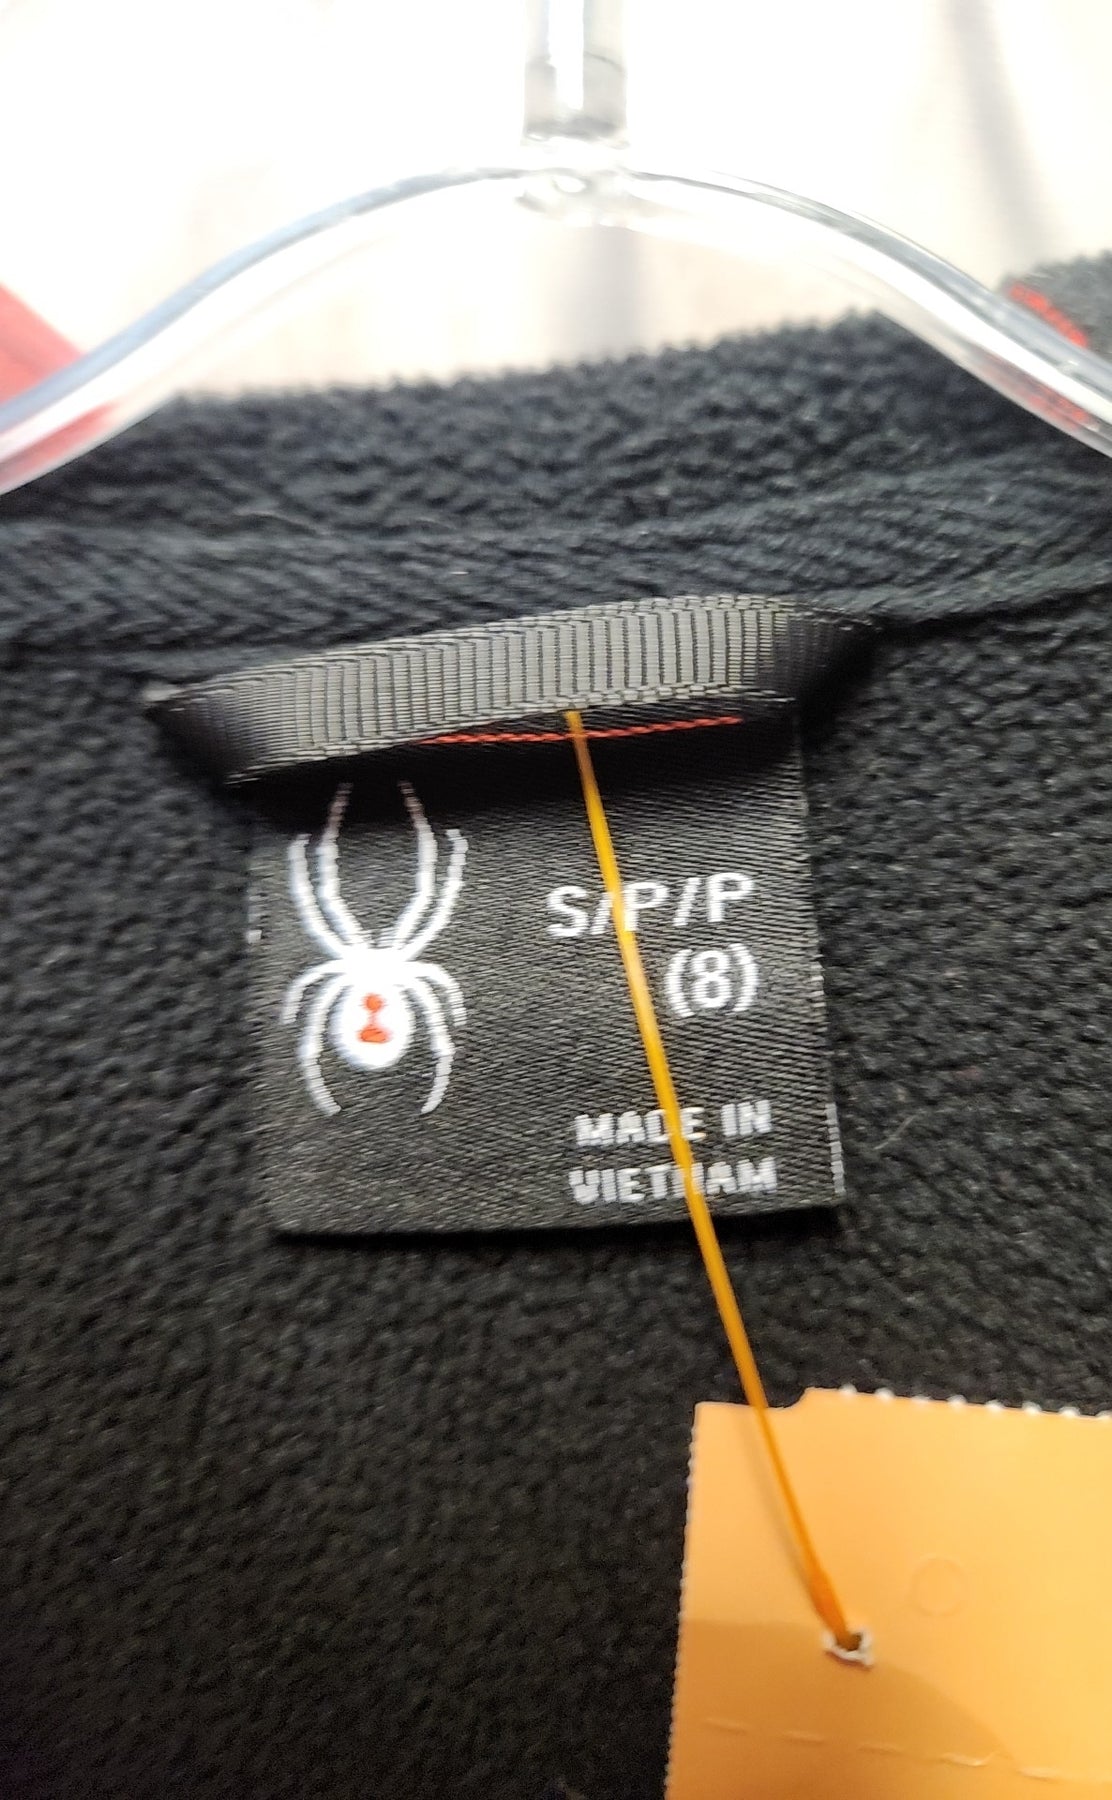 S/P/P
(8)
MADE IN
VIETNAM